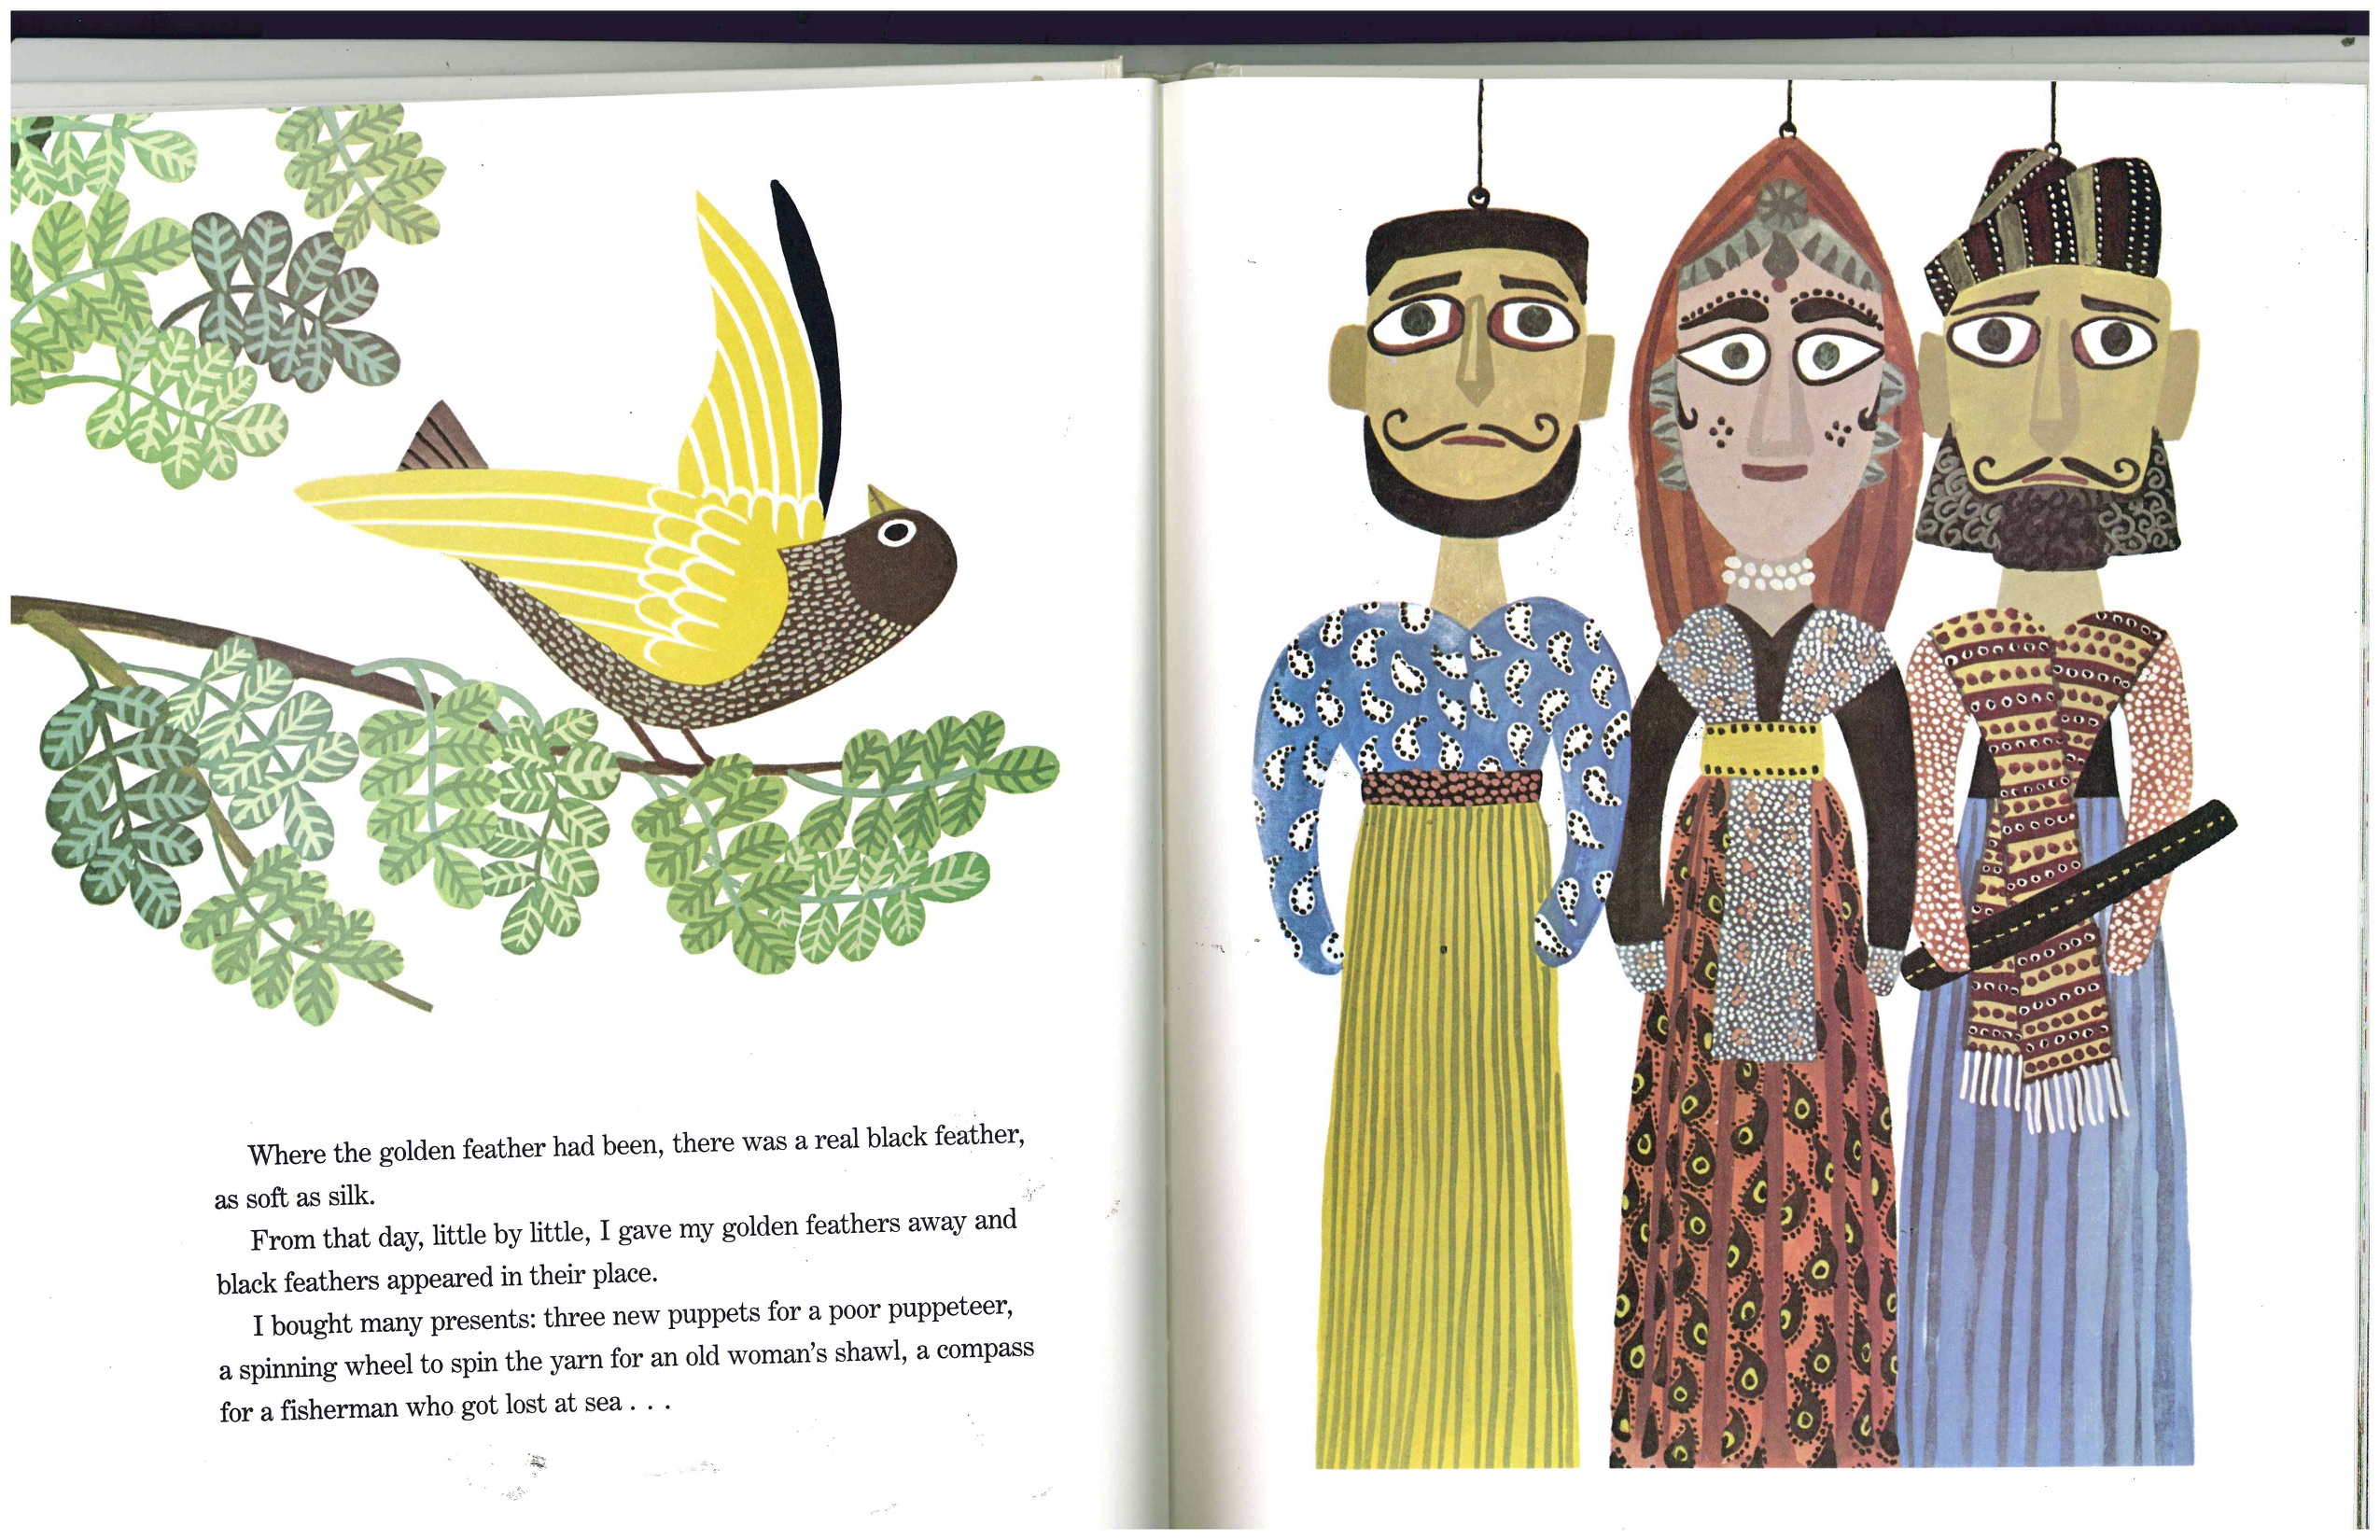 Where the golden feather had been, there was a real black feather,
as soft as silk.
From that day, little by little, I gave my golden feathers away and
black feathers appeared in their place.
I bought many presents: three new puppets for a poor puppeteer,
a spinning wheel to spin the yarn for an old woman's shawl, a compass
for a fisherman who got lost at sea . . .